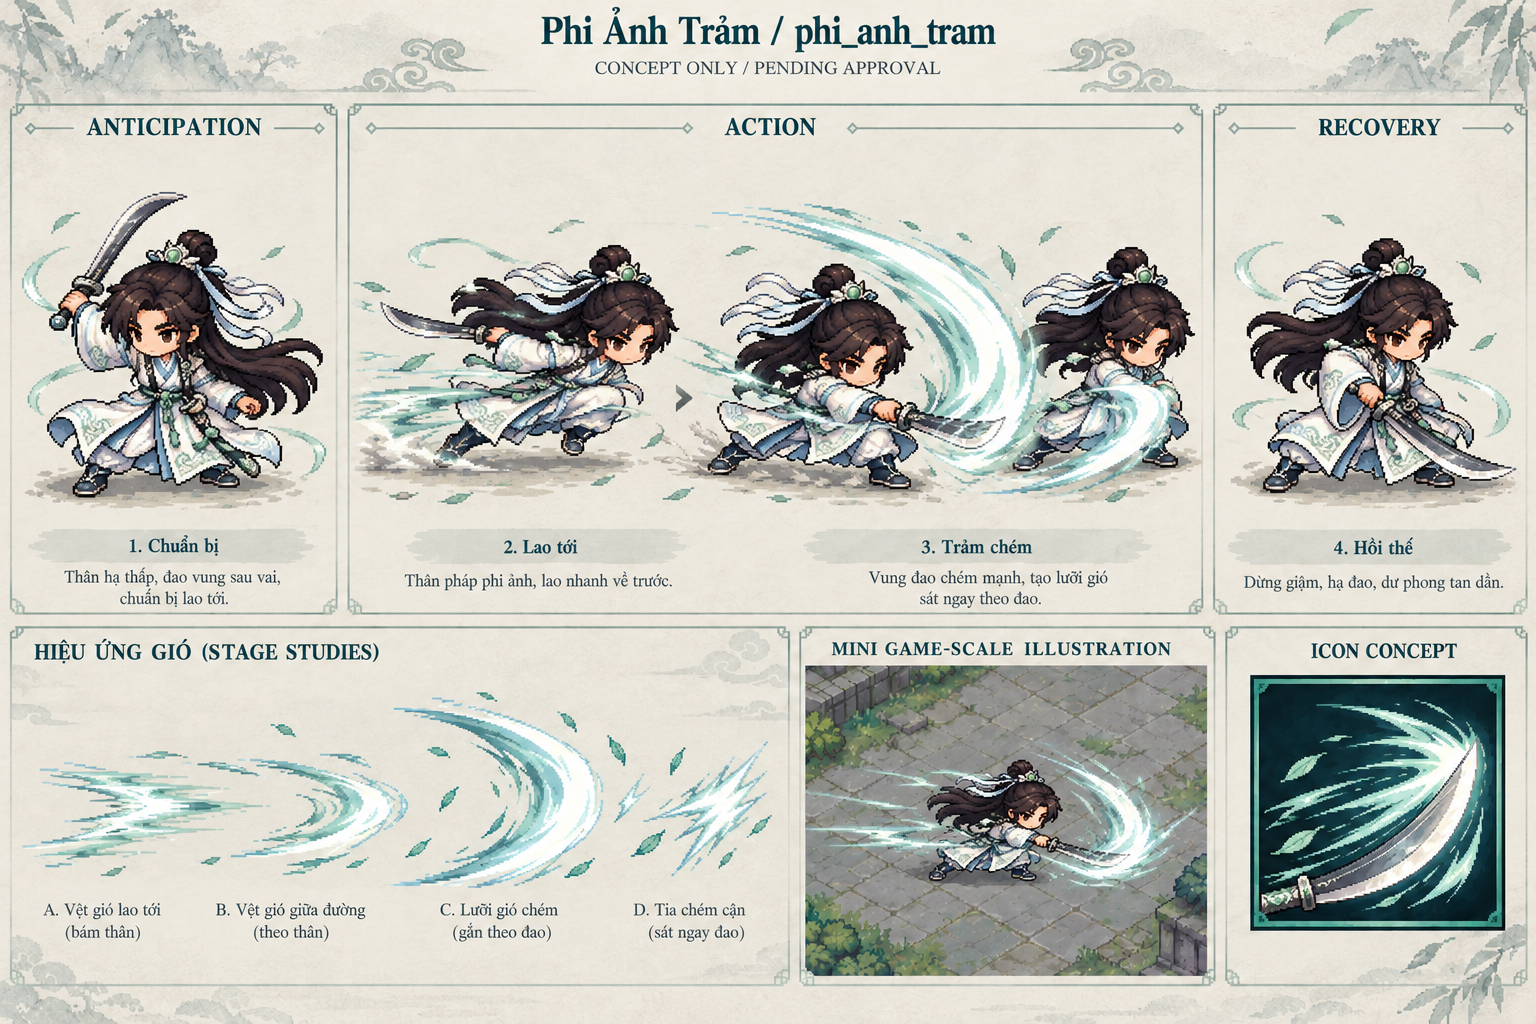 Phi Ảnh Trảm / phi_anh_tram
CONCEPT ONLY / PENDING APPROVAL
ANTICIPATION
1. Chuẩn bị
Thân hạ thấp, đao vung sau vai,
chuẩn bị lao tới.
ACTION
2. Lao tới
Thân pháp phi ảnh, lao nhanh về trước.
3. Trảm chém
Vung đao chém mạnh, tạo lưỡi gió
sát ngay theo đao.
RECOVERY
4. Hồi thế
Dừng giậm, hạ đao, dư phong tan dần.
HIỆU ỨNG GIÓ (STAGE STUDIES)
A. Vệt gió lao tới
(bám thân)
B. Vệt gió giữa đường
(theo thân)
C. Lưỡi gió chém
(gắn theo đao)
D. Tia chém cận
(sát ngay đao)
MINI GAME-SCALE ILLUSTRATION
ICON CONCEPT